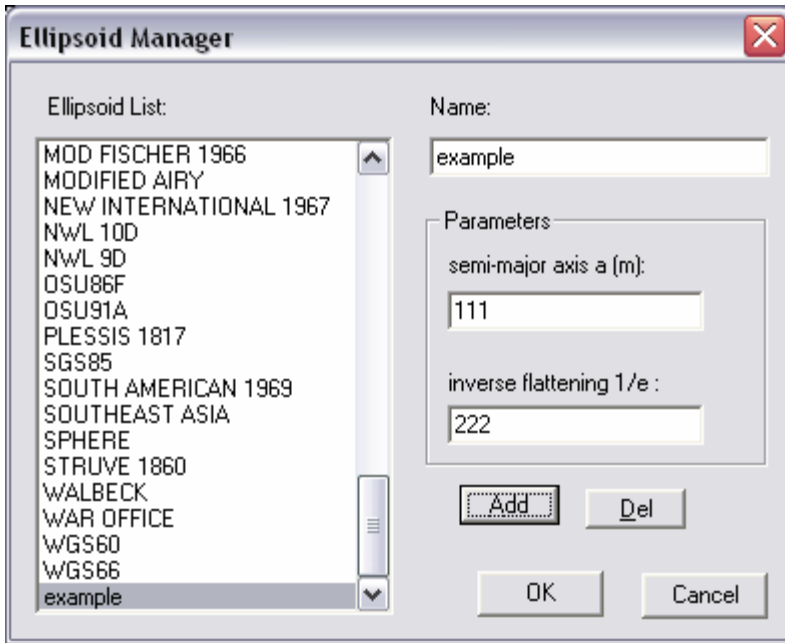 Ellipsoid Manager
Ellipsoid List:
MOD FISCHER 1966
MODIFIED AIRY
NEW INTERNATIONAL 1967
NWL 10D
NWL 9D
OSU86F
OSU91A
PLESSIS 1817
SGS85
SOUTH AMERICAN 1969
SOUTHEAST ASIA
SPHERE
STRUVE 1860
WALBECK
WAR OFFICE
WGS60
WGS66
example
Name:
example
Parameters
semi-major axis a (m):
111
inverse flattening 1/e :
222
Add
Del
OK
Cancel